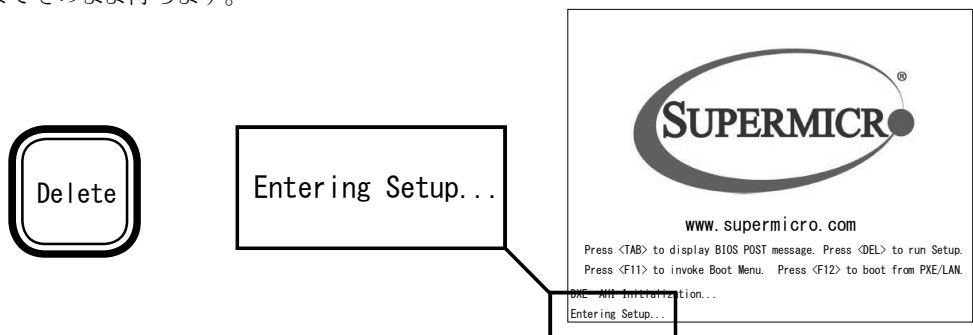 てそのまま待ちます。
Delete
Entering Setup...
SUPERMICRO
®
www.supermicro.com
Press <TAB> to display BIOS POST message. Press <DEL> to run Setup.
Press <F11> to invoke Boot Menu. Press <F12> to boot from PXE/LAN.
DXE--AHI Initialization...
Entering Setup...